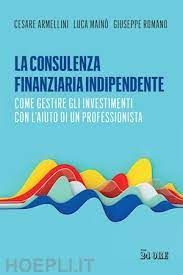 CESARE ARMELLINI LUCA MAINÒ GIUSEPPE ROMANO
LA CONSULENZA
FINANZIARIA INDIPENDENTE
COME GESTIRE GLI INVESTIMENTI
CON L'AIUTO DI UN PROFESSIONISTA
24 ORE
HOEPLI.IT